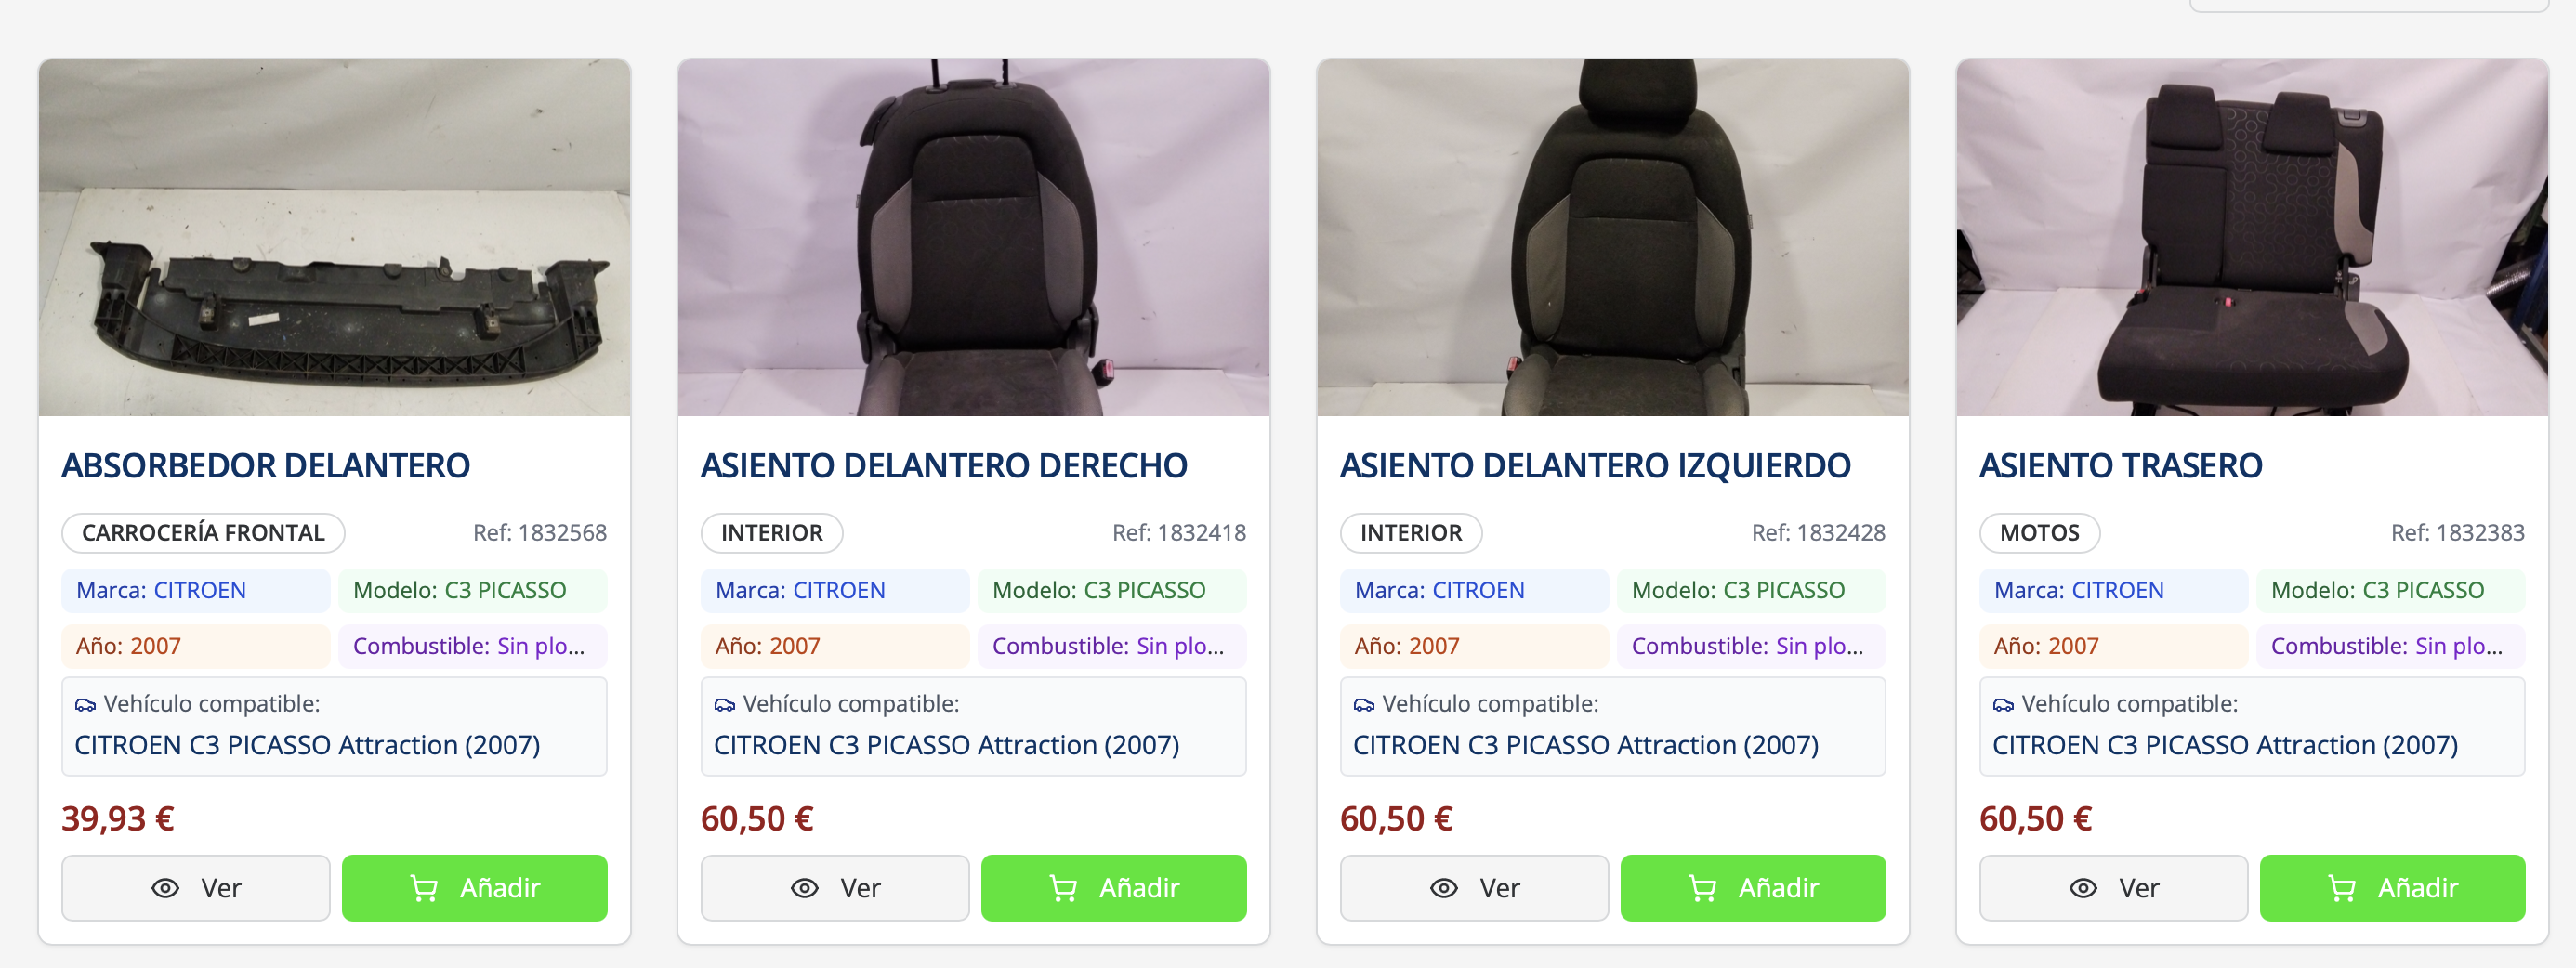 ABSORBEDOR DELANTERO
CARROCERÍA FRONTAL Ref: 1832568
Marca: CITROEN Modelo: C3 PICASSO
Año: 2007 Combustible: Sin plo...
Vehículo compatible:
CITROEN C3 PICASSO Attraction (2007)
39,93 €
Ver Añadir
ASIENTO DELANTERO DERECHO
INTERIOR Ref: 1832418
Marca: CITROEN Modelo: C3 PICASSO
Año: 2007 Combustible: Sin plo...
Vehículo compatible:
CITROEN C3 PICASSO Attraction (2007)
60,50 €
Ver Añadir
ASIENTO DELANTERO IZQUIERDO
INTERIOR Ref: 1832428
Marca: CITROEN Modelo: C3 PICASSO
Año: 2007 Combustible: Sin plo...
Vehículo compatible:
CITROEN C3 PICASSO Attraction (2007)
60,50 €
Ver Añadir
ASIENTO TRASERO
MOTOS Ref: 1832383
Marca: CITROEN Modelo: C3 PICASSO
Año: 2007 Combustible: Sin plo...
Vehículo compatible:
CITROEN C3 PICASSO Attraction (2007)
60,50 €
Ver Añadir